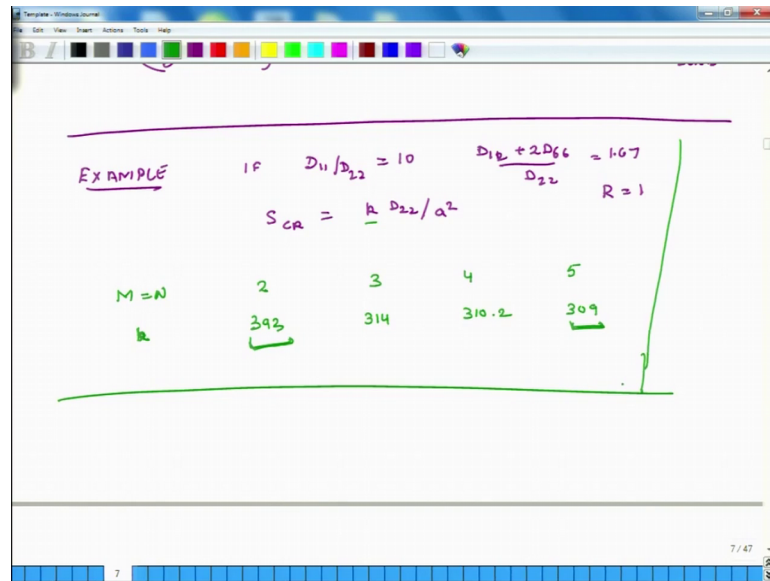 Template - Windows Journal
File Edit View Insert Actions Tools Help
B I
EXAMPLE IF D11/D22 = 10 D12 + 2D66 / D22 = 1.67
R = 1
SCR = k D22/a²
M = N 2 3 4 5
k 393 314 310.2 309
7 / 47
7